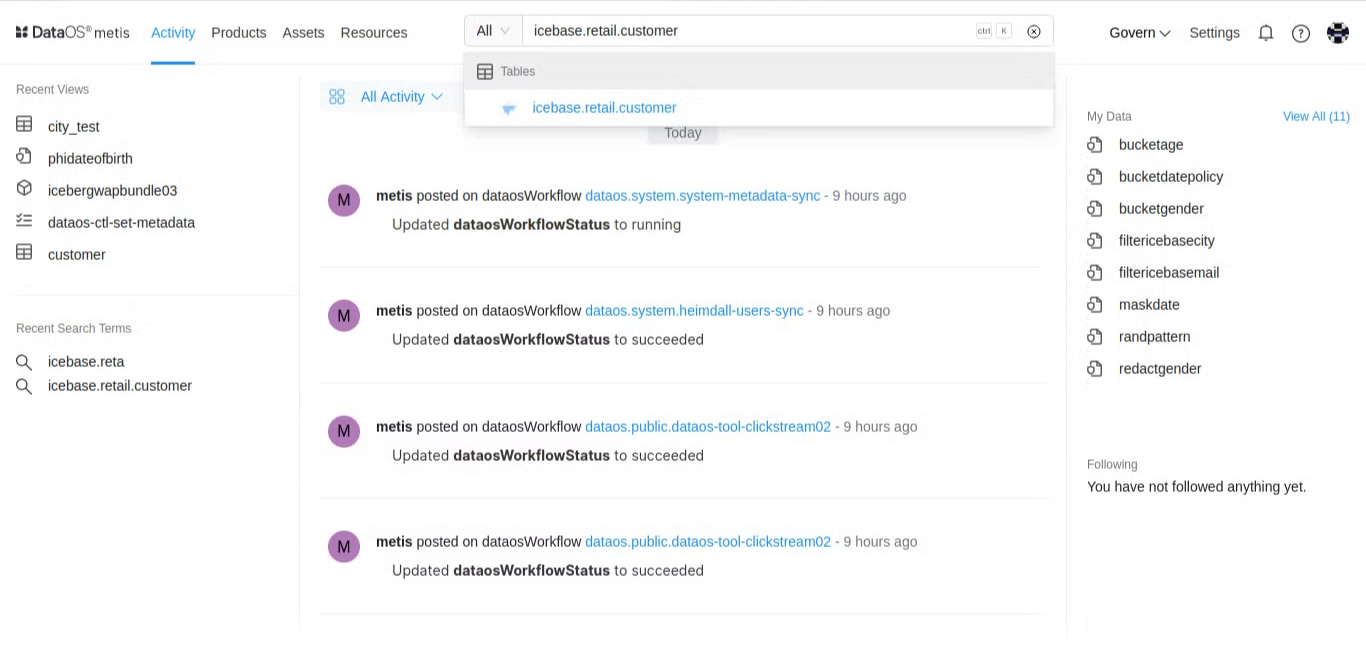 DataOS® metis Activity Products Assets Resources All icebase.retail.customer ctrl K Govern Settings ?
Tables
icebase.retail.customer
Recent Views
city_test
phidateofbirth
icebergwapbundle03
dataos-ctl-set-metadata
customer
Recent Search Terms
icebase.reta
icebase.retail.customer
All Activity
Today
M metis posted on dataosWorkflow dataos.system.system-metadata-sync - 9 hours ago
Updated dataosWorkflowStatus to running
M metis posted on dataosWorkflow dataos.system.heimdall-users-sync - 9 hours ago
Updated dataosWorkflowStatus to succeeded
M metis posted on dataosWorkflow dataos.public.dataos-tool-clickstream02 - 9 hours ago
Updated dataosWorkflowStatus to succeeded
M metis posted on dataosWorkflow dataos.public.dataos-tool-clickstream02 - 9 hours ago
Updated dataosWorkflowStatus to succeeded
My Data View All (11)
bucketage
bucketdatepolicy
bucketgender
filtericebasecity
filtericebasemail
maskdate
randpattern
redactgender
Following
You have not followed anything yet.